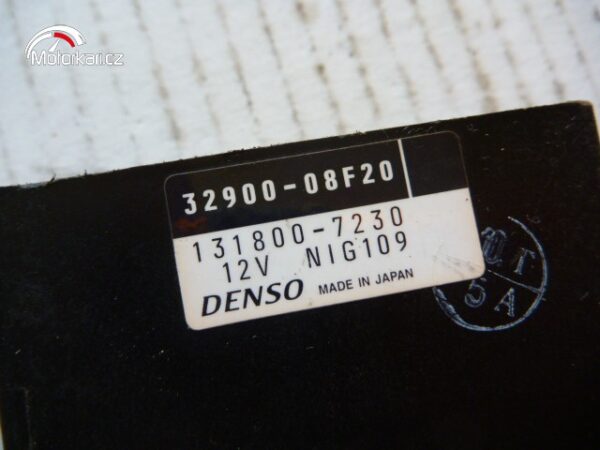 Motorkari.cz
32900-08F20
131800-7230
12V NIG109
DENSO MADE IN JAPAN
5A